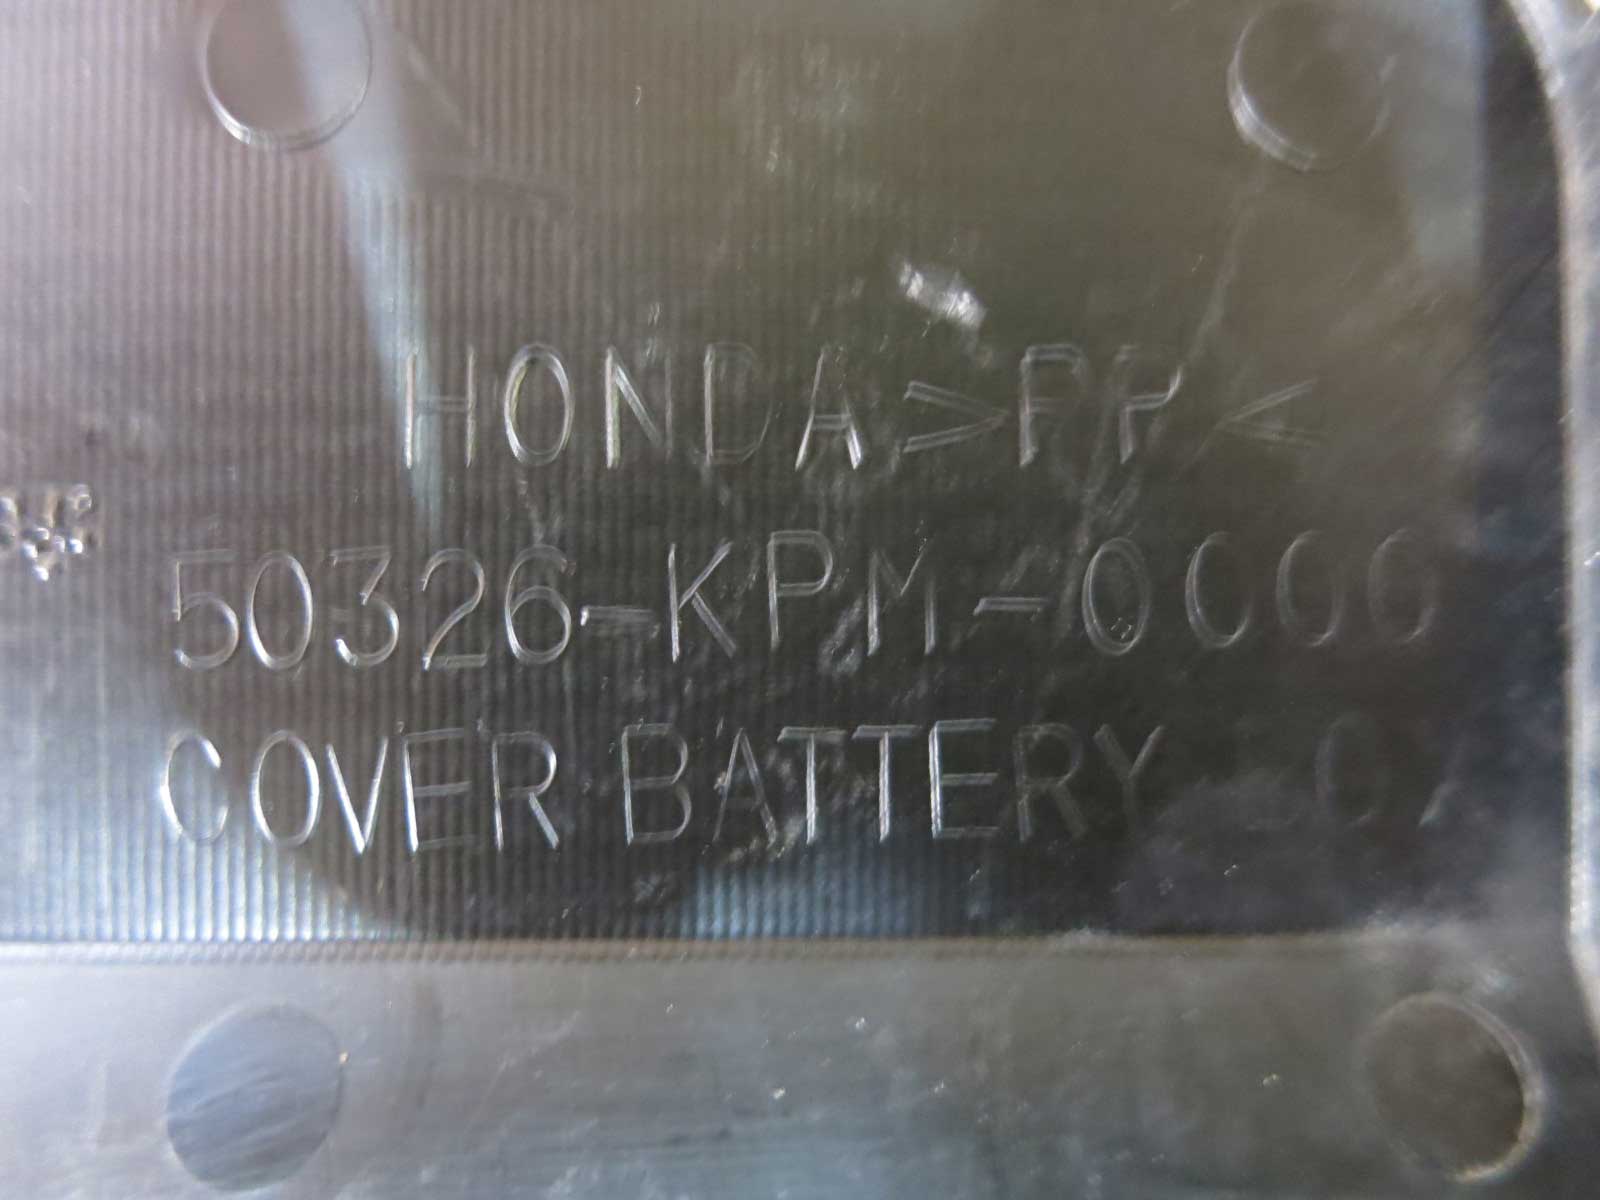 HONDA >PP<
50326-KPM-0000
COVER BATTERY